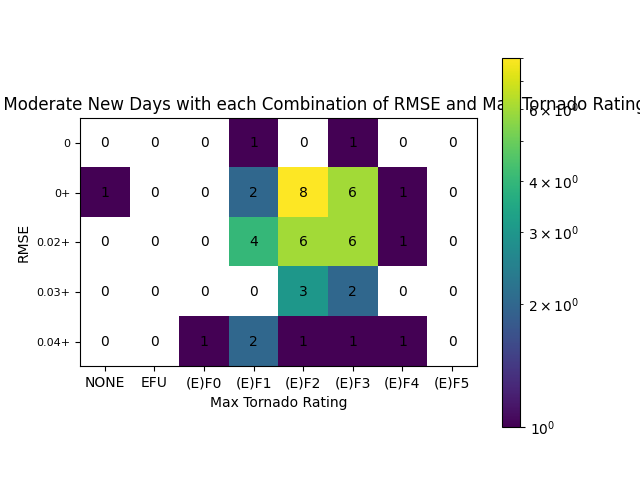 Moderate New Days with each Combination of RMSE and Max Tornado Rating
0 0 0 0 1 0 1 0 0
0+ 1 0 0 2 8 6 1 0
0.02+ 0 0 0 4 6 6 1 0
0.03+ 0 0 0 0 3 2 0 0
0.04+ 0 0 1 2 1 1 1 0
NONE EFU (E)F0 (E)F1 (E)F2 (E)F3 (E)F4 (E)F5
Max Tornado Rating
RMSE
6×10⁰
4×10⁰
3×10⁰
2×10⁰
10⁰